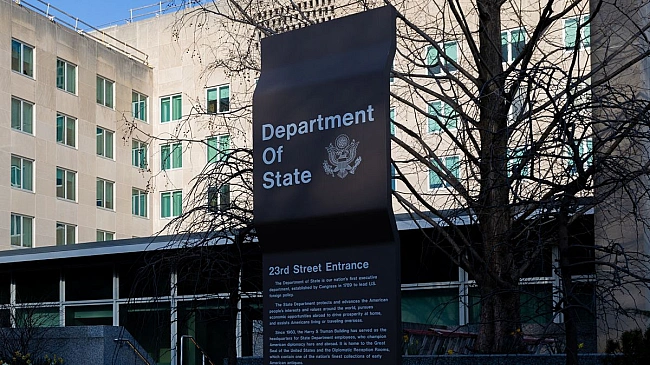 Department
Of
State
23rd Street Entrance
The Department of State is our nation's first executive
department, established by Congress in 1789 to lead U.S.
foreign policy.
The State Department protects and advances the American
people's interests and values around the world, pursues
economic opportunities abroad to drive prosperity at home,
and assists Americans living or traveling overseas.
Since 1960, the Harry S Truman Building has served as the
headquarters for State Department employees, who champion
American diplomacy here and abroad. It is home to the Great
Seal of the United States and the Diplomatic Reception Rooms,
which contain one of the nation's finest collections of early
American antiques.